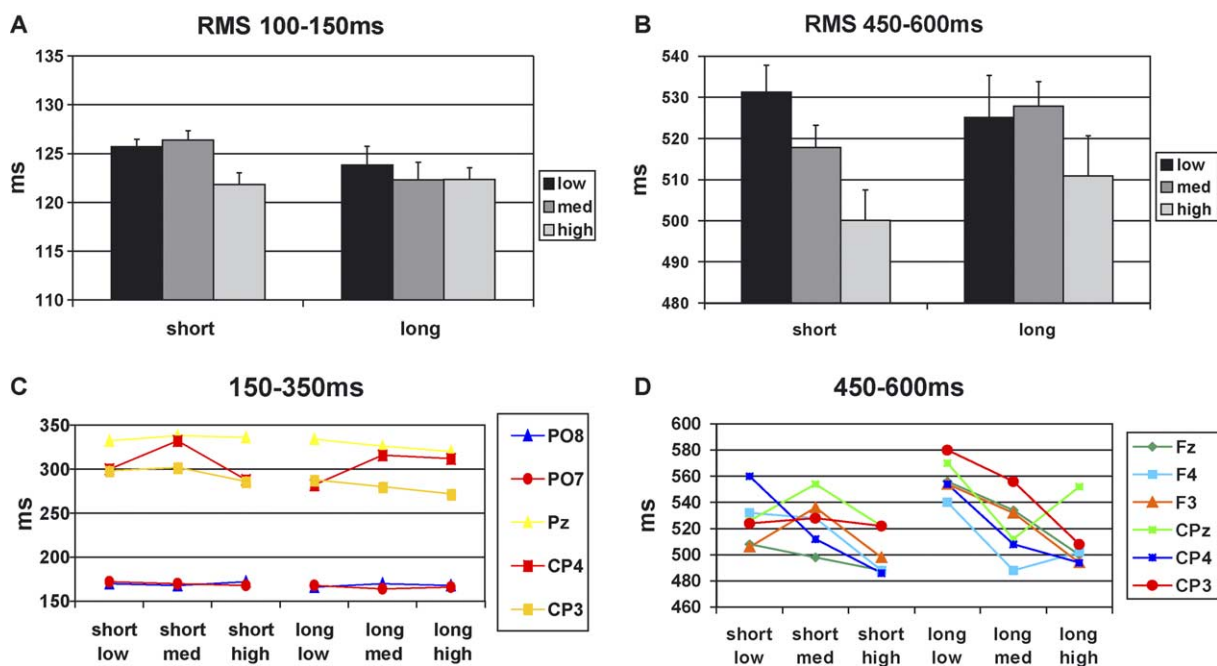 A
RMS 100-150ms
135
130
125
120
115
110
ms
short
long
low
med
high
B
RMS 450-600ms
540
530
520
510
500
490
480
ms
short
long
low
med
high
C
150-350ms
350
300
250
200
150
ms
short low
short med
short high
long low
long med
long high
PO8
PO7
Pz
CP4
CP3
D
450-600ms
600
580
560
540
520
500
480
460
ms
short low
short med
short high
long low
long med
long high
Fz
F4
F3
CPz
CP4
CP3